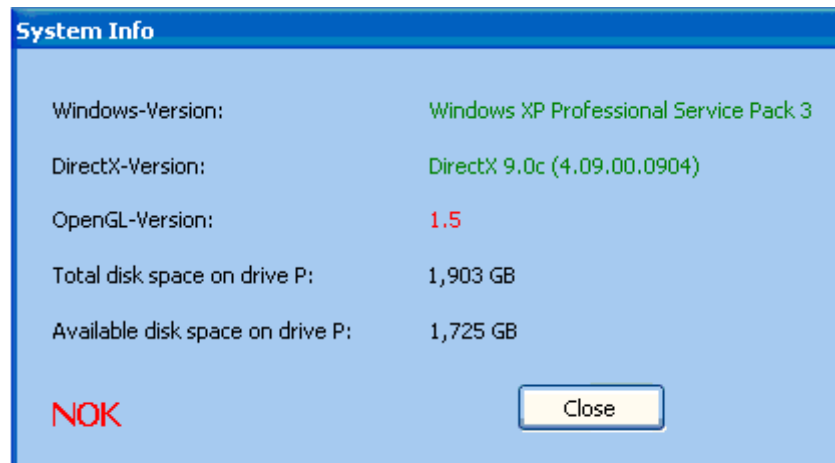 System Info
Windows-Version: Windows XP Professional Service Pack 3
DirectX-Version: DirectX 9.0c (4.09.00.0904)
OpenGL-Version: 1.5
Total disk space on drive P: 1,903 GB
Available disk space on drive P: 1,725 GB
NOK Close